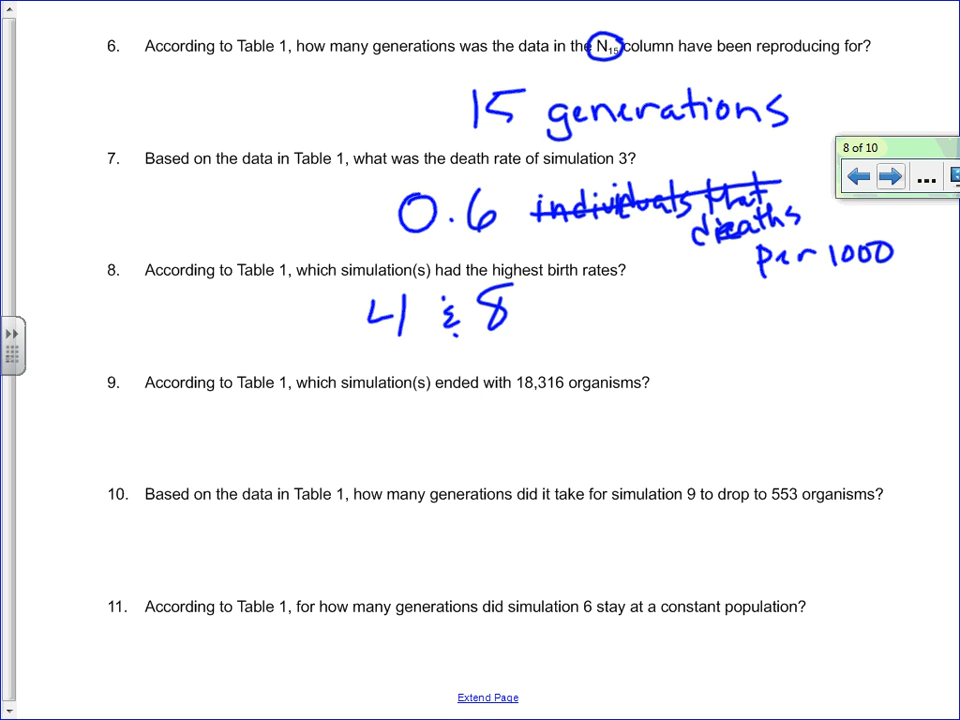 6. According to Table 1, how many generations was the data in the N15 column have been reproducing for?
15 generations
8 of 10
7. Based on the data in Table 1, what was the death rate of simulation 3?
0.6 individuals that
deaths
per 1000
8. According to Table 1, which simulation(s) had the highest birth rates?
4 & 8
9. According to Table 1, which simulation(s) ended with 18,316 organisms?
10. Based on the data in Table 1, how many generations did it take for simulation 9 to drop to 553 organisms?
11. According to Table 1, for how many generations did simulation 6 stay at a constant population?
Extend Page